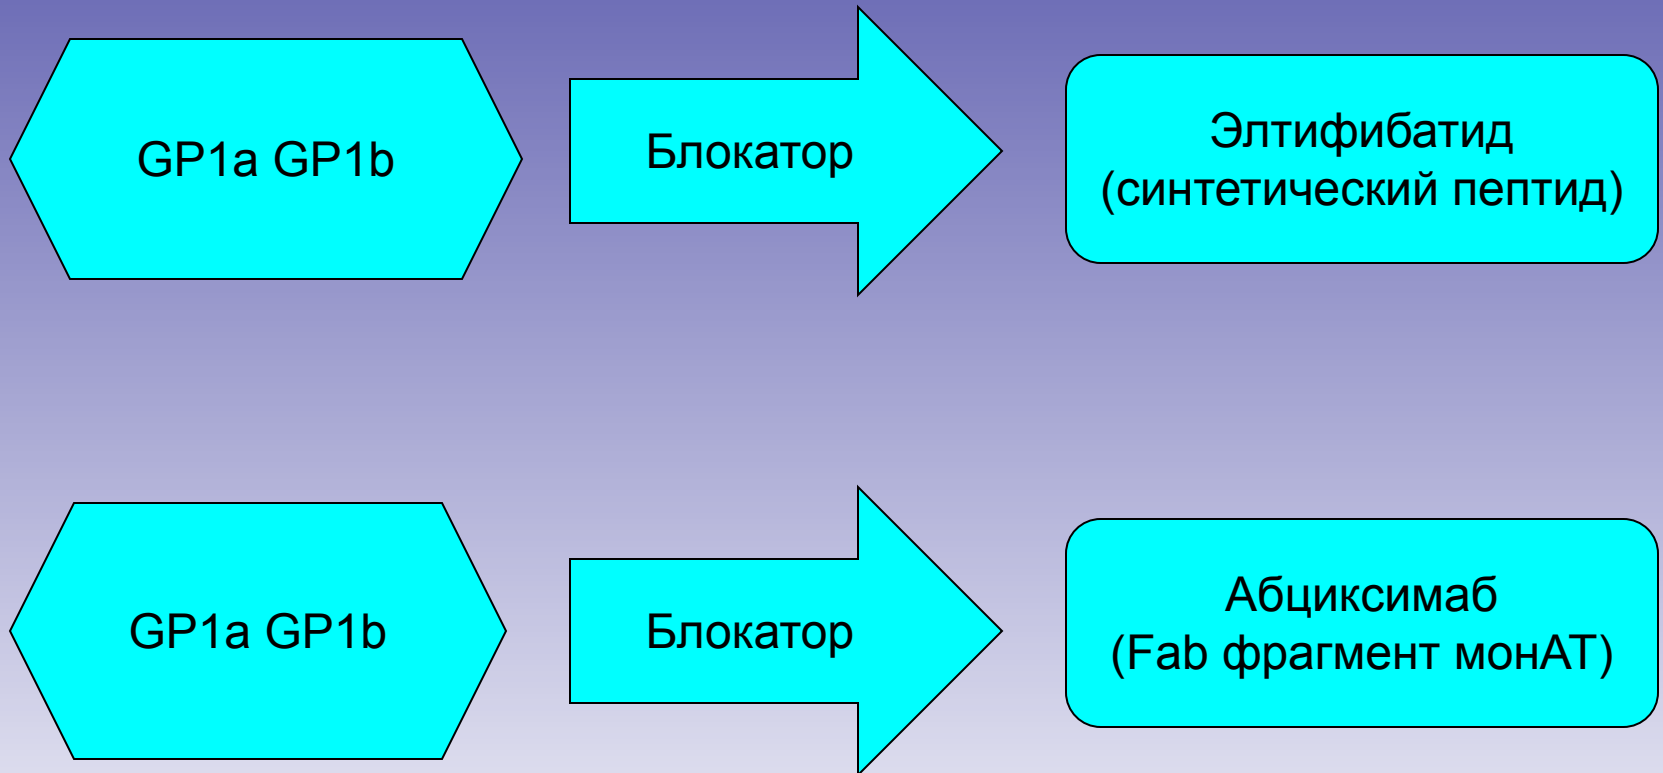 GP1a GP1b
Блокатор
Элтифибатид
(синтетический пептид)
GP1a GP1b
Блокатор
Абциксимаб
(Fab фрагмент монАТ)